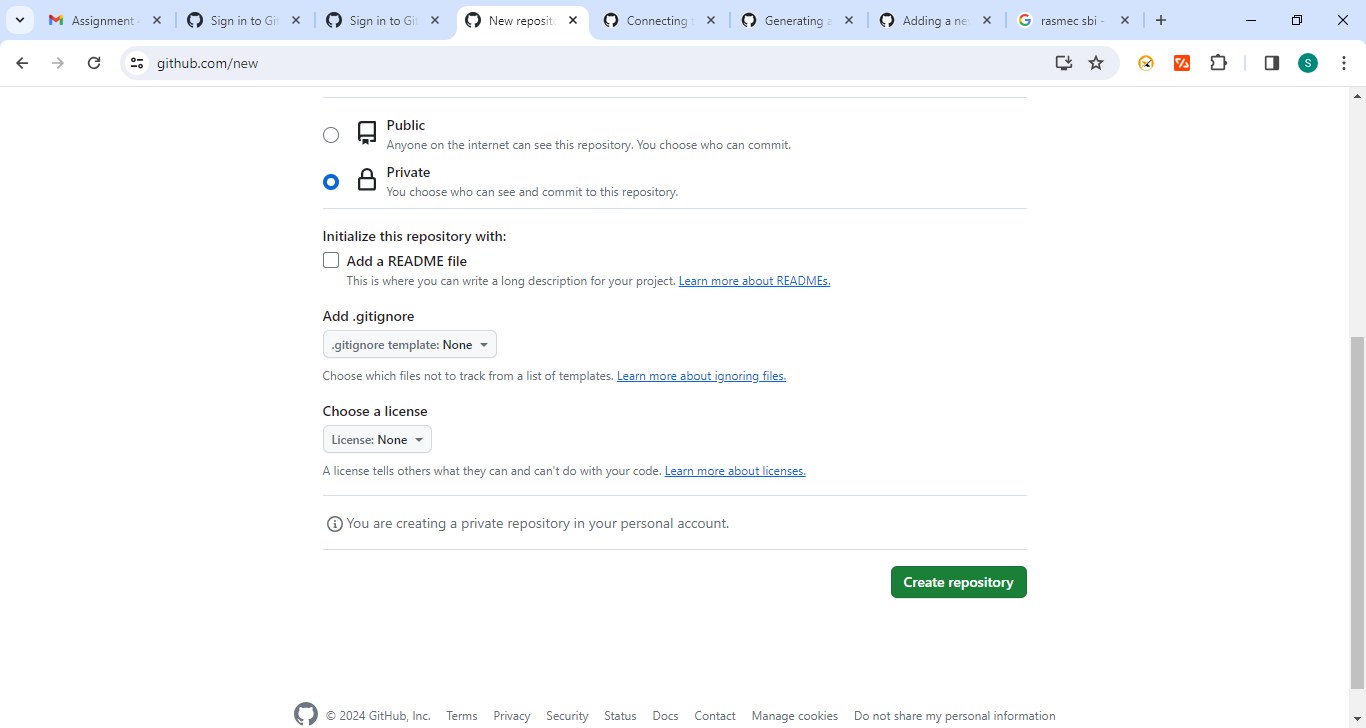 Assignment
Sign in to Git
Sign in to Git
New reposit
Connecting
Generating a
Adding a ne
rasmec sbi -
github.com/new
S
Public
Anyone on the internet can see this repository. You choose who can commit.
Private
You choose who can see and commit to this repository.
Initialize this repository with:
Add a README file
This is where you can write a long description for your project. Learn more about READMEs.
Add .gitignore
.gitignore template: None
Choose which files not to track from a list of templates. Learn more about ignoring files.
Choose a license
License: None
A license tells others what they can and can't do with your code. Learn more about licenses.
You are creating a private repository in your personal account.
Create repository
© 2024 GitHub, Inc. Terms Privacy Security Status Docs Contact Manage cookies Do not share my personal information